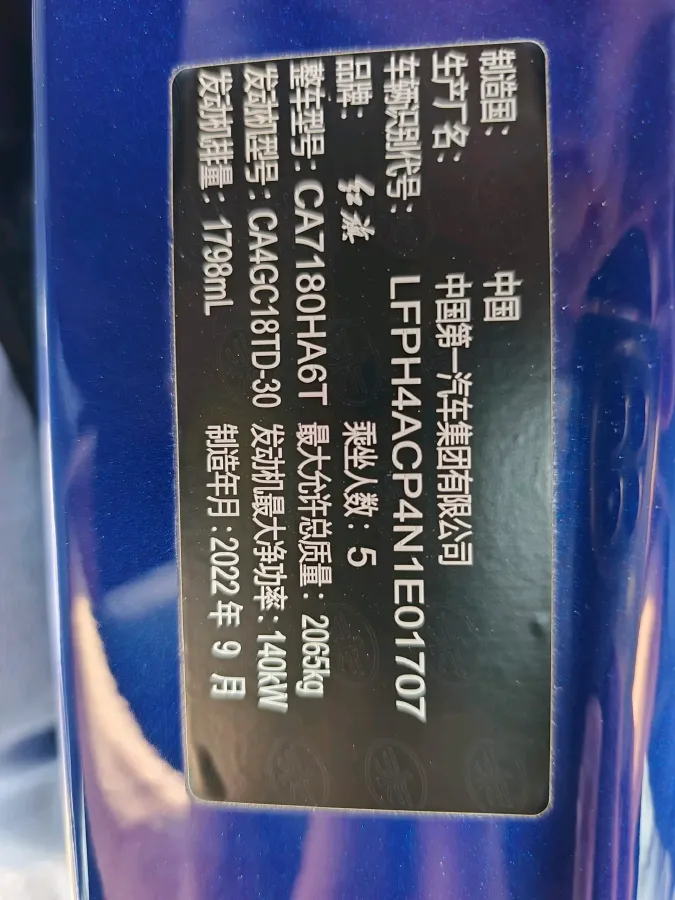 制造国: 中国
生产厂名: 中国第一汽车集团有限公司
车辆识别代号: LFPH4ACP4N1E01707
品牌: 红旗 乘坐人数: 5
整车型号: CA7180HA6T 最大允许总质量: 2065kg
发动机型号: CA4GC18TD-30 发动机最大净功率: 140kW
发动机排量: 1798mL 制造年月: 2022年9月